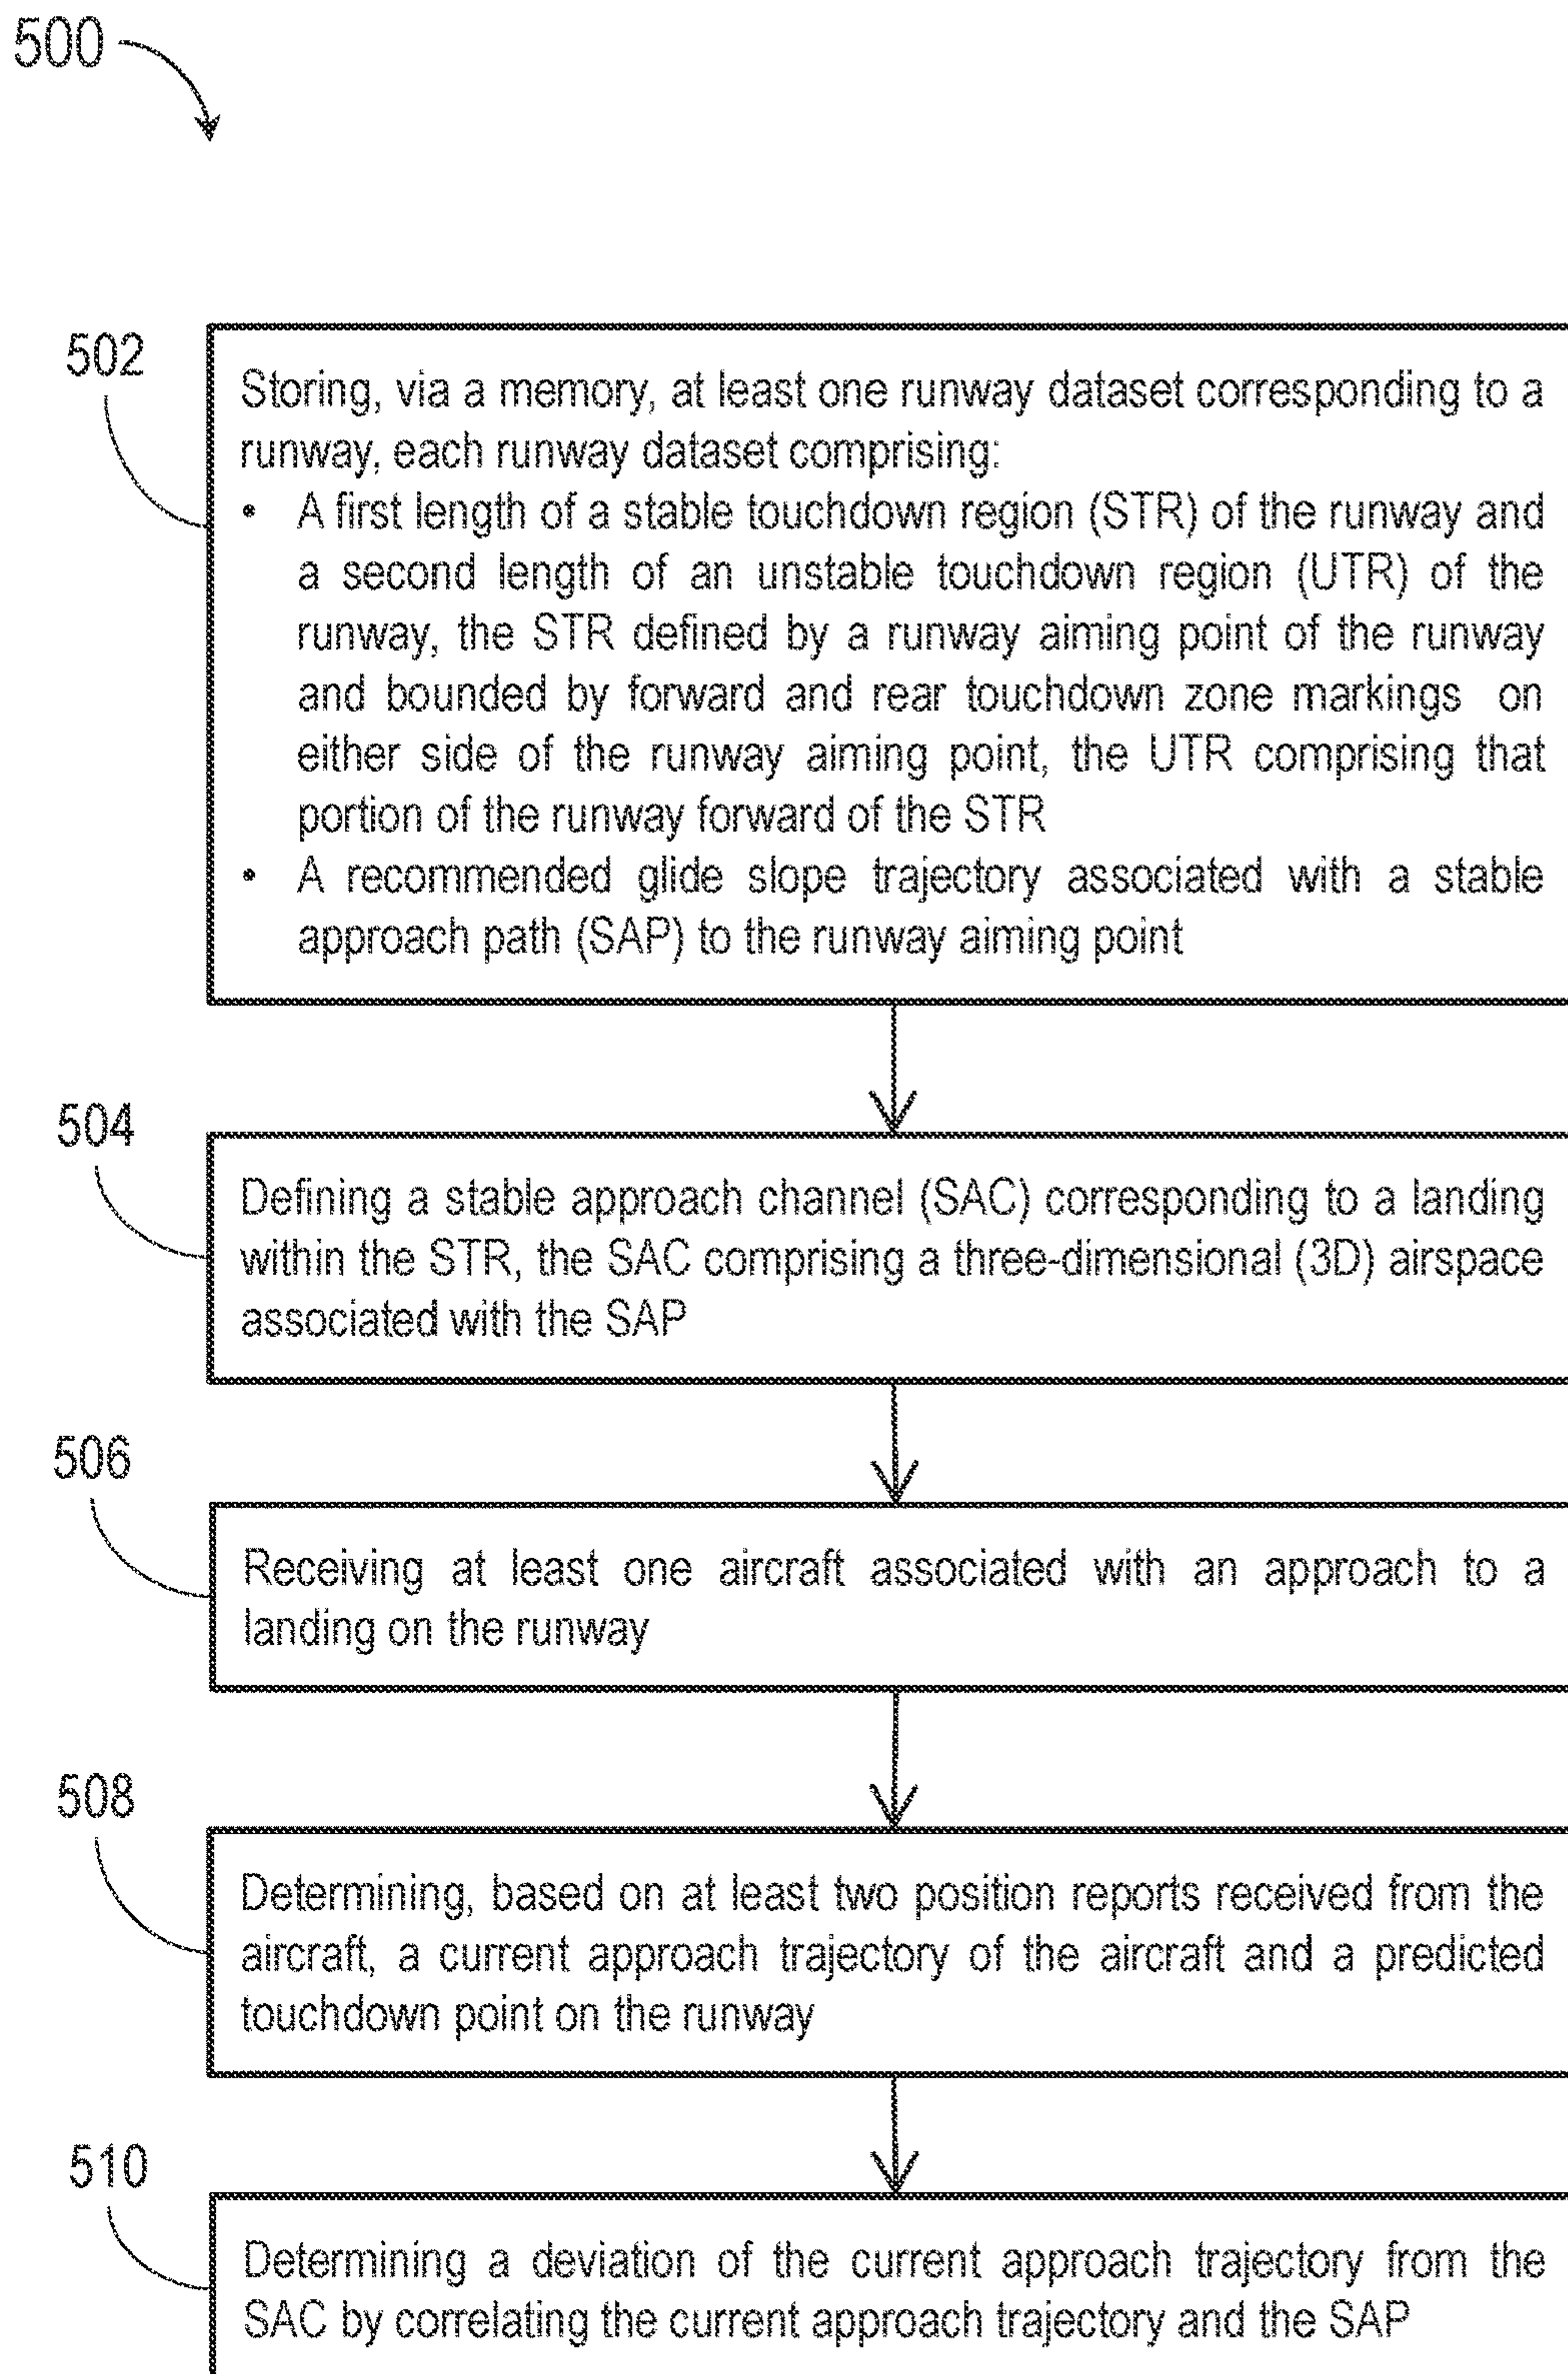 500
502
Storing, via a memory, at least one runway dataset corresponding to a
runway, each runway dataset comprising:
• A first length of a stable touchdown region (STR) of the runway and
a second length of an unstable touchdown region (UTR) of the
runway, the STR defined by a runway aiming point of the runway
and bounded by forward and rear touchdown zone markings on
either side of the runway aiming point, the UTR comprising that
portion of the runway forward of the STR
• A recommended glide slope trajectory associated with a stable
approach path (SAP) to the runway aiming point
504
Defining a stable approach channel (SAC) corresponding to a landing
within the STR, the SAC comprising a three-dimensional (3D) airspace
associated with the SAP
506
Receiving at least one aircraft associated with an approach to a
landing on the runway
508
Determining, based on at least two position reports received from the
aircraft, a current approach trajectory of the aircraft and a predicted
touchdown point on the runway
510
Determining a deviation of the current approach trajectory from the
SAC by correlating the current approach trajectory and the SAP